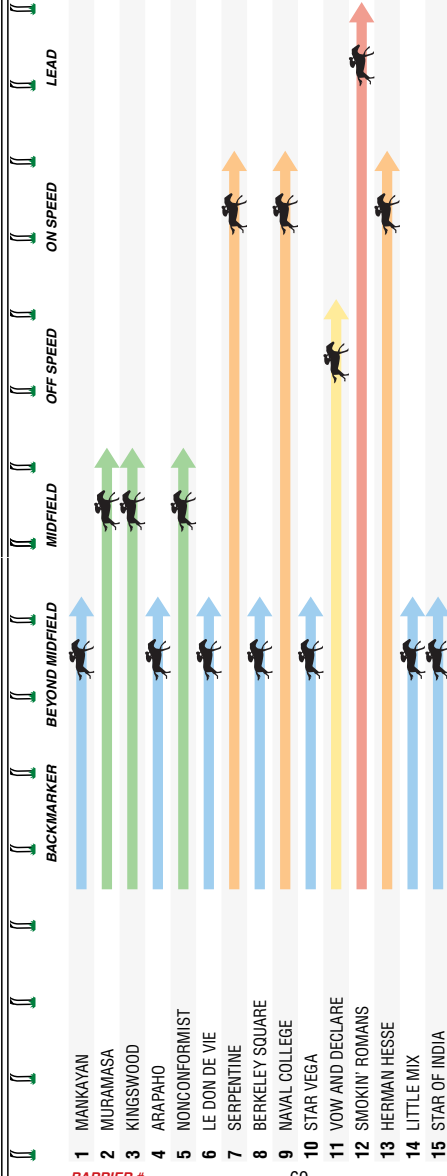 BACKMARKER BEYOND MIDFIELD MIDFIELD OFF SPEED ON SPEED LEAD
1 MANKAYAN
2 MURAMASA
3 KINGSWOOD
4 ARAPAHO
5 NONCONFORMIST
6 LE DON DE VIE
7 SERPENTINE
8 BERKELEY SQUARE
9 NAVAL COLLEGE
10 STAR VEGA
11 VOW AND DECLARE
12 SMOKIN' ROMANS
13 HERMAN HESSE
14 LITTLE MIX
15 STAR OF INDIA